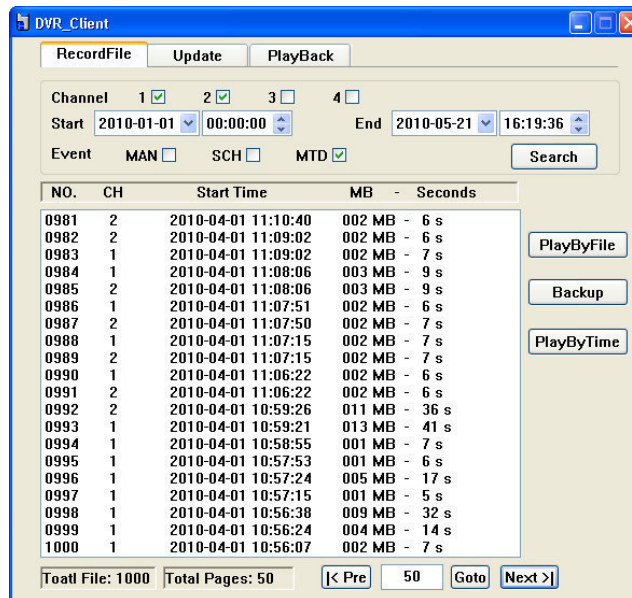 DVR_Client
RecordFile Update PlayBack
Channel 1 2 3 4
Start 2010-01-01 00:00:00 End 2010-05-21 16:19:36
Event MAN SCH MTD Search
NO. CH Start Time MB - Seconds
0981 2 2010-04-01 11:10:40 002 MB - 6 s
0982 2 2010-04-01 11:09:02 002 MB - 6 s
0983 1 2010-04-01 11:09:02 002 MB - 7 s
0984 1 2010-04-01 11:08:06 003 MB - 9 s
0985 2 2010-04-01 11:08:06 003 MB - 9 s
0986 1 2010-04-01 11:07:51 002 MB - 6 s
0987 2 2010-04-01 11:07:50 002 MB - 7 s
0988 1 2010-04-01 11:07:15 002 MB - 7 s
0989 2 2010-04-01 11:07:15 002 MB - 7 s
0990 1 2010-04-01 11:06:22 002 MB - 6 s
0991 2 2010-04-01 11:06:22 002 MB - 6 s
0992 2 2010-04-01 10:59:26 011 MB - 36 s
0993 1 2010-04-01 10:59:21 013 MB - 41 s
0994 1 2010-04-01 10:58:55 001 MB - 7 s
0995 1 2010-04-01 10:57:53 001 MB - 6 s
0996 1 2010-04-01 10:57:24 005 MB - 17 s
0997 1 2010-04-01 10:57:15 001 MB - 5 s
0998 1 2010-04-01 10:56:38 009 MB - 32 s
0999 1 2010-04-01 10:56:24 004 MB - 14 s
1000 1 2010-04-01 10:56:07 002 MB - 7 s
PlayByFile
Backup
PlayByTime
Toatl File: 1000 Total Pages: 50 |< Pre 50 Goto Next >|